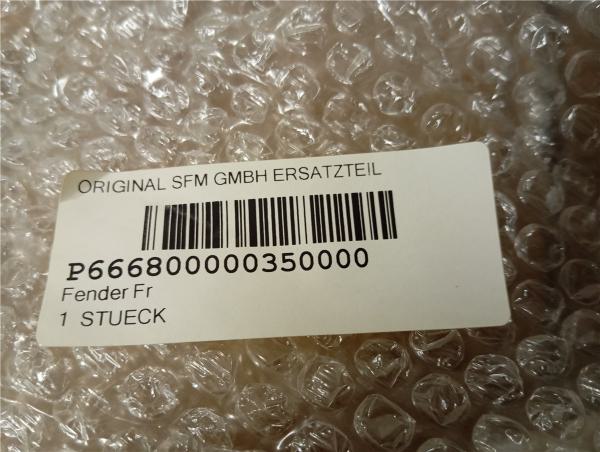 ORIGINAL SFM GMBH ERSATZTEIL
P666800000350000
Fender Fr
1 STUECK